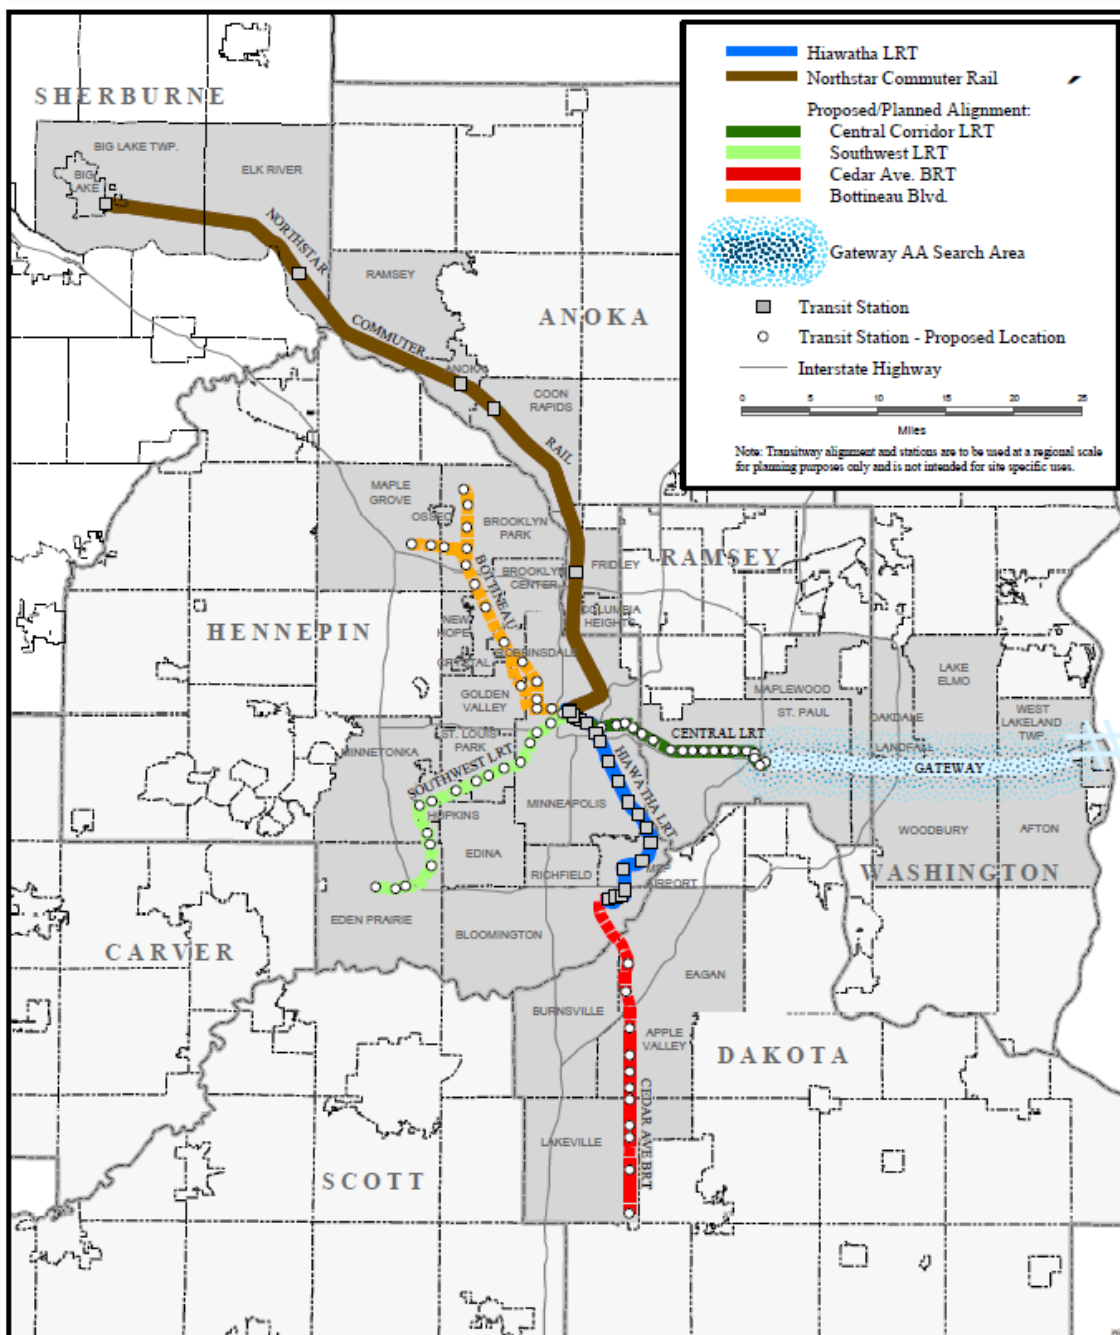 Hiawatha LRT
Northstar Commuter Rail
Proposed/Planned Alignment:
Central Corridor LRT
Southwest LRT
Cedar Ave. BRT
Bottineau Blvd.
Gateway AA Search Area
Transit Station
Transit Station - Proposed Location
Interstate Highway
0 5 10 15 20 25
Miles
Note: Transitway alignment and stations are to be used at a regional scale
for planning purposes only and is not intended for site specific uses.
SHERBURNE
BIG LAKE TWP.
BIG
LAKE
ELK RIVER
NORTHSTAR
COMMUTER
RAIL
RAMSEY
ANOKA
ANOKA
COON
RAPIDS
MAPLE
GROVE
OSSEO
BROOKLYN
PARK
BROOKLYN
CENTER
FRIDLEY
RAMSEY
COLUMBIA
HEIGHTS
BOTTINEAU
HENNEPIN
NEW
HOPE
CRYSTAL
ROBBINSDALE
GOLDEN
VALLEY
MAPLEWOOD
ST. PAUL
LAKE
ELMO
OAKDALE
WEST
LAKELAND
TWP.
LANDFALL
CENTRAL LRT
GATEWAY
MINNETONKA
ST. LOUIS
PARK
SOUTHWEST LRT
HIAWATHA LRT
HOPKINS
MINNEAPOLIS
EDINA
RICHFIELD
MSP
AIRPORT
WOODBURY
AFTON
WASHINGTON
EDEN PRAIRIE
BLOOMINGTON
CARVER
EAGAN
BURNSVILLE
APPLE
VALLEY
DAKOTA
CEDAR AVE BRT
LAKEVILLE
SCOTT